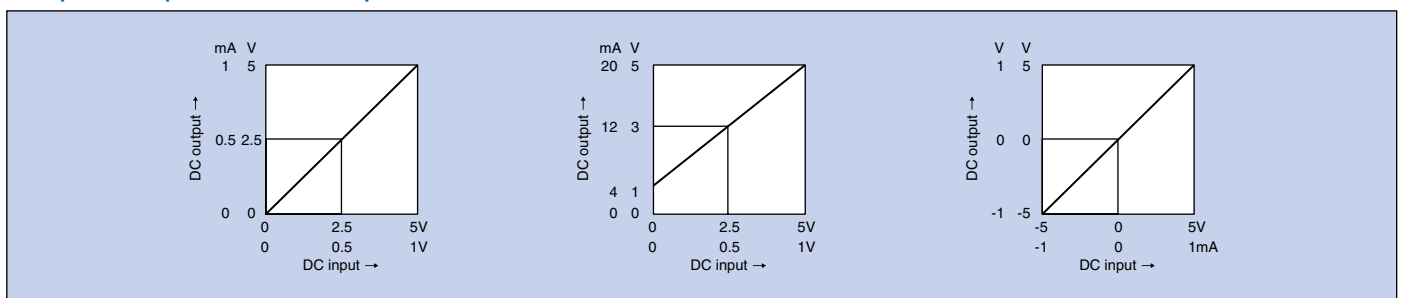 mA V
1 5
DC output →
0.5 2.5
0 0
0 2.5 5V
0 0.5 1V
DC input →
mA V
20 5
DC output →
12 3
4 1
0 0
0 2.5 5V
0 0.5 1V
DC input →
V V
1 5
DC output →
0 0
-1 -5
-5 0 5V
-1 0 1mA
DC input →